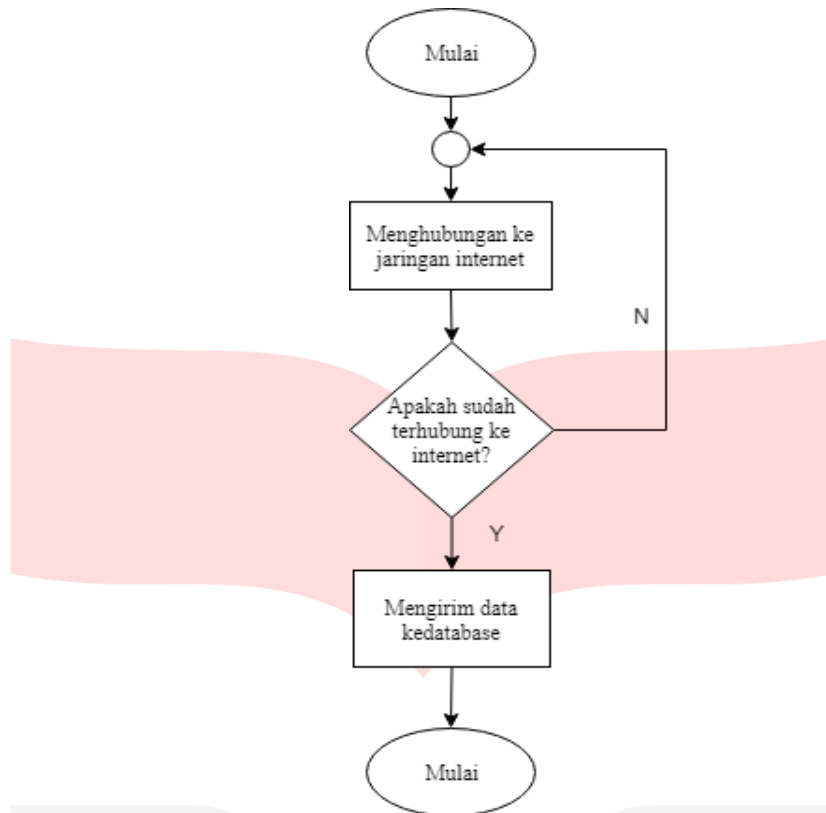 Mulai
Menghubungan ke
jaringan internet
N
Apakah sudah
terhubung ke
internet?
Y
Mengirim data
kedatabase
Mulai